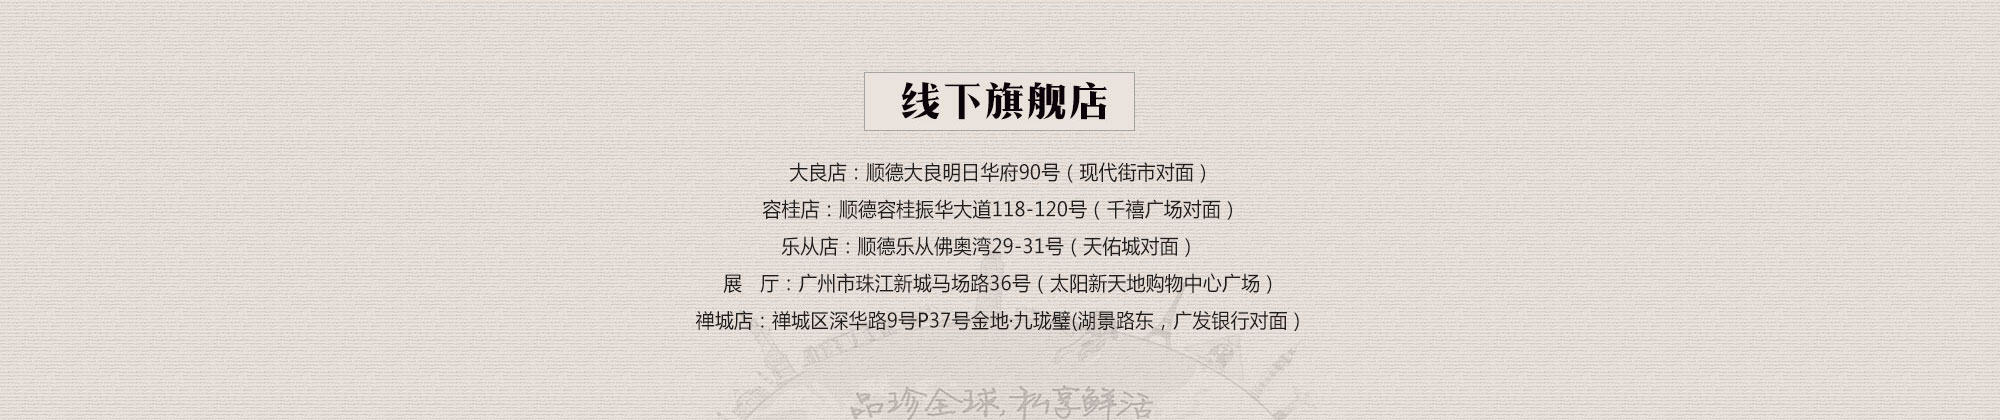 线下旗舰店
大良店：顺德大良明日华府90号（现代街市对面）
容桂店：顺德容桂振华大道118-120号（千禧广场对面）
乐从店：顺德乐从佛奥湾29-31号（天佑城对面）
展　厅：广州市珠江新城马场路36号（太阳新天地购物中心广场）
禅城店：禅城区深华路9号P37号金地·九珑璧(湖景路东，广发银行对面）
品珍全球,私享鲜活